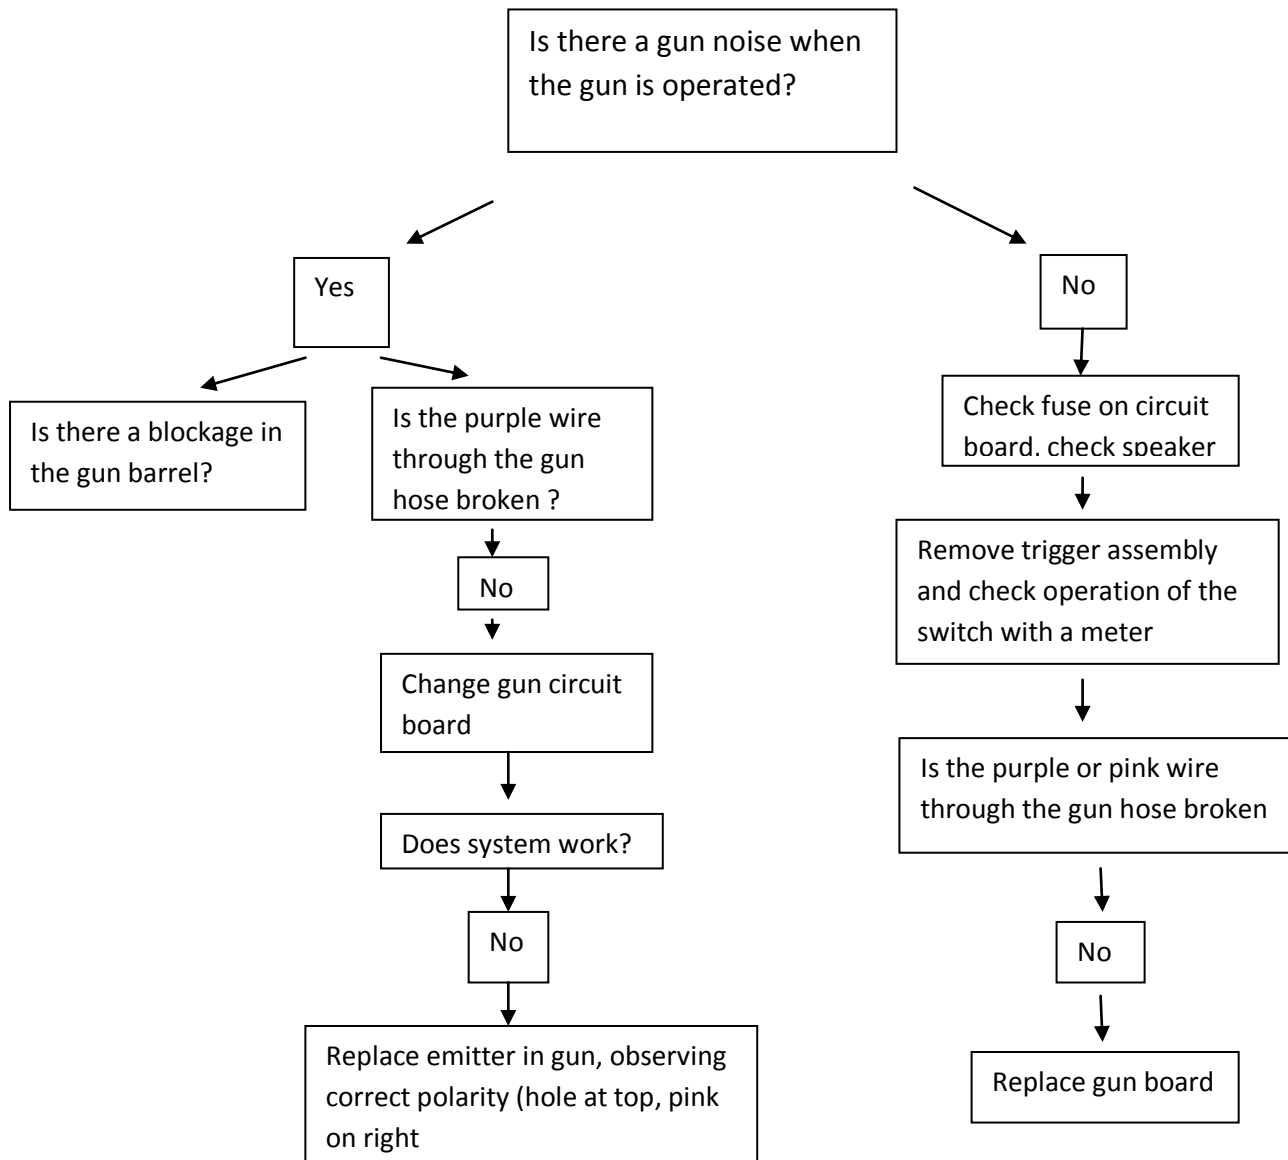 Is there a gun noise when
the gun is operated?
Yes
No
Is there a blockage in
the gun barrel?
Is the purple wire
through the gun
hose broken ?
Check fuse on circuit
board, check speaker
No
Remove trigger assembly
and check operation of the
switch with a meter
Change gun circuit
board
Is the purple or pink wire
through the gun hose broken
Does system work?
No
No
Replace emitter in gun, observing
correct polarity (hole at top, pink
on right
Replace gun board